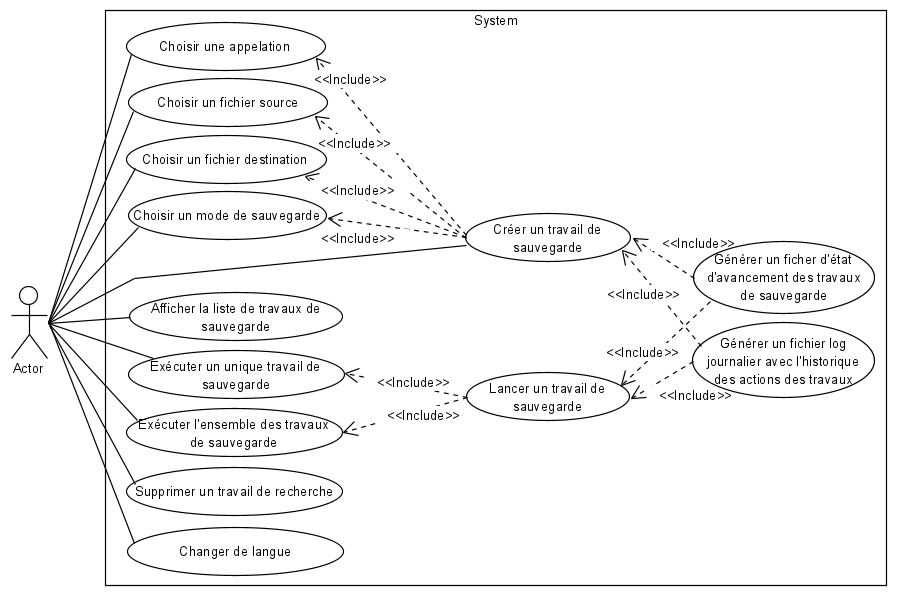 System
Choisir une appelation
<<Include>>
Choisir un fichier source
<<Include>>
Choisir un fichier destination
<<Include>>
Choisir un mode de sauvegarde
<<Include>>
Créer un travail de
sauvegarde
<<Include>>
Générer un ficher d'état
d'avancement des travaux
de sauvegarde
<<Include>>
Afficher la liste de travaux de
sauvegarde
Actor
Générer un fichier log
journalier avec l'historique
des actions des travaux
<<Include>>
<<Include>>
Exécuter un unique travail de
sauvegarde
<<Include>>
Lancer un travail de
sauvegarde
<<Include>>
Exécuter l'ensemble des travaux
de sauvegarde
Supprimer un travail de recherche
Changer de langue